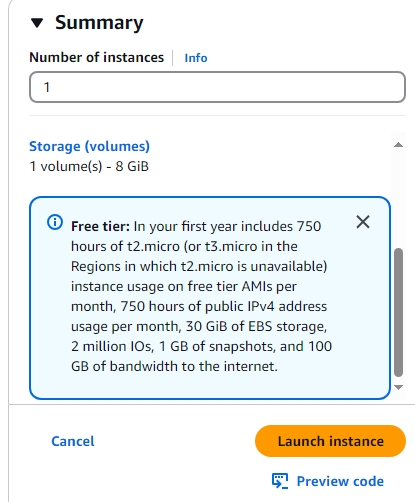 Summary
Number of instances Info
1
Storage (volumes)
1 volume(s) - 8 GiB
Free tier: In your first year includes 750
hours of t2.micro (or t3.micro in the
Regions in which t2.micro is unavailable)
instance usage on free tier AMIs per
month, 750 hours of public IPv4 address
usage per month, 30 GiB of EBS storage,
2 million IOs, 1 GB of snapshots, and 100
GB of bandwidth to the internet.
Cancel
Launch instance
Preview code